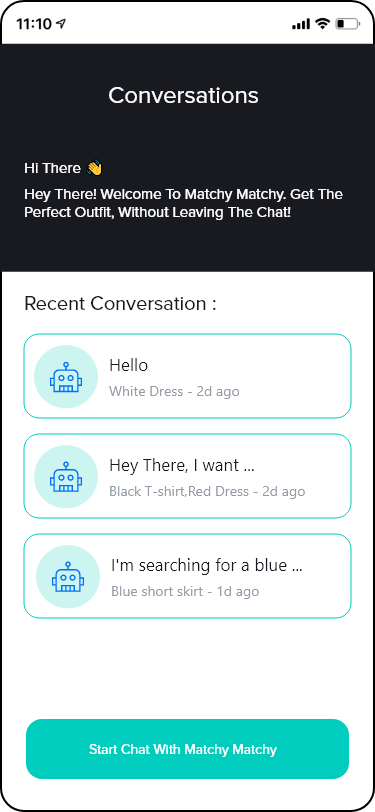 11:10
Conversations
Hi There 👋
Hey There! Welcome To Matchy Matchy. Get The
Perfect Outfit, Without Leaving The Chat!
Recent Conversation :
Hello
White Dress - 2d ago
Hey There, I want ...
Black T-shirt,Red Dress - 2d ago
I'm searching for a blue ...
Blue short skirt - 1d ago
Start Chat With Matchy Matchy